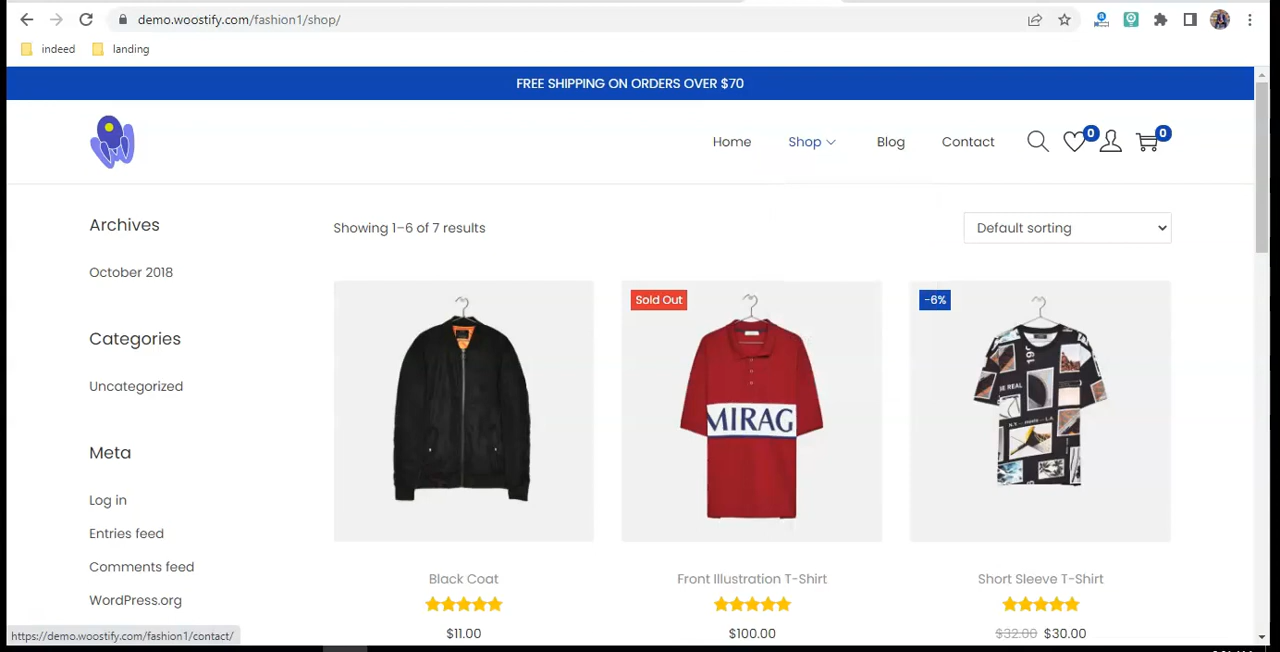 demo.woostify.com/fashion1/shop/
indeed
landing
FREE SHIPPING ON ORDERS OVER $70
Home
Shop
Blog
Contact
0
0
Archives
October 2018
Categories
Uncategorized
Meta
Log in
Entries feed
Comments feed
WordPress.org
Showing 1–6 of 7 results
Default sorting
Sold Out
-6%
MIRAG
BE REAL
Black Coat
Front Illustration T-Shirt
Short Sleeve T-Shirt
$11.00
$100.00
$32.00 $30.00
https://demo.woostify.com/fashion1/contact/